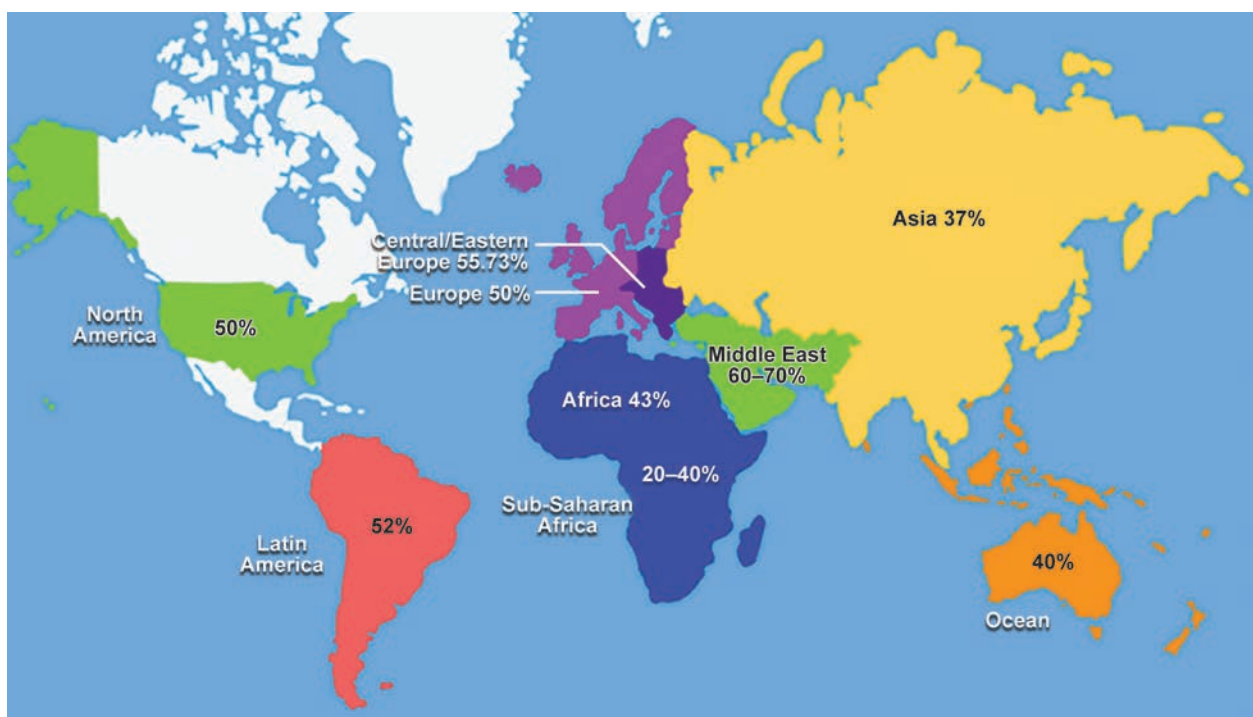 Asia 37%
Central/Eastern
Europe 55.73%
Europe 50%
North
America
50%
Middle East
60–70%
Africa 43%
20–40%
Sub-Saharan
Africa
52%
Latin
America
40%
Ocean